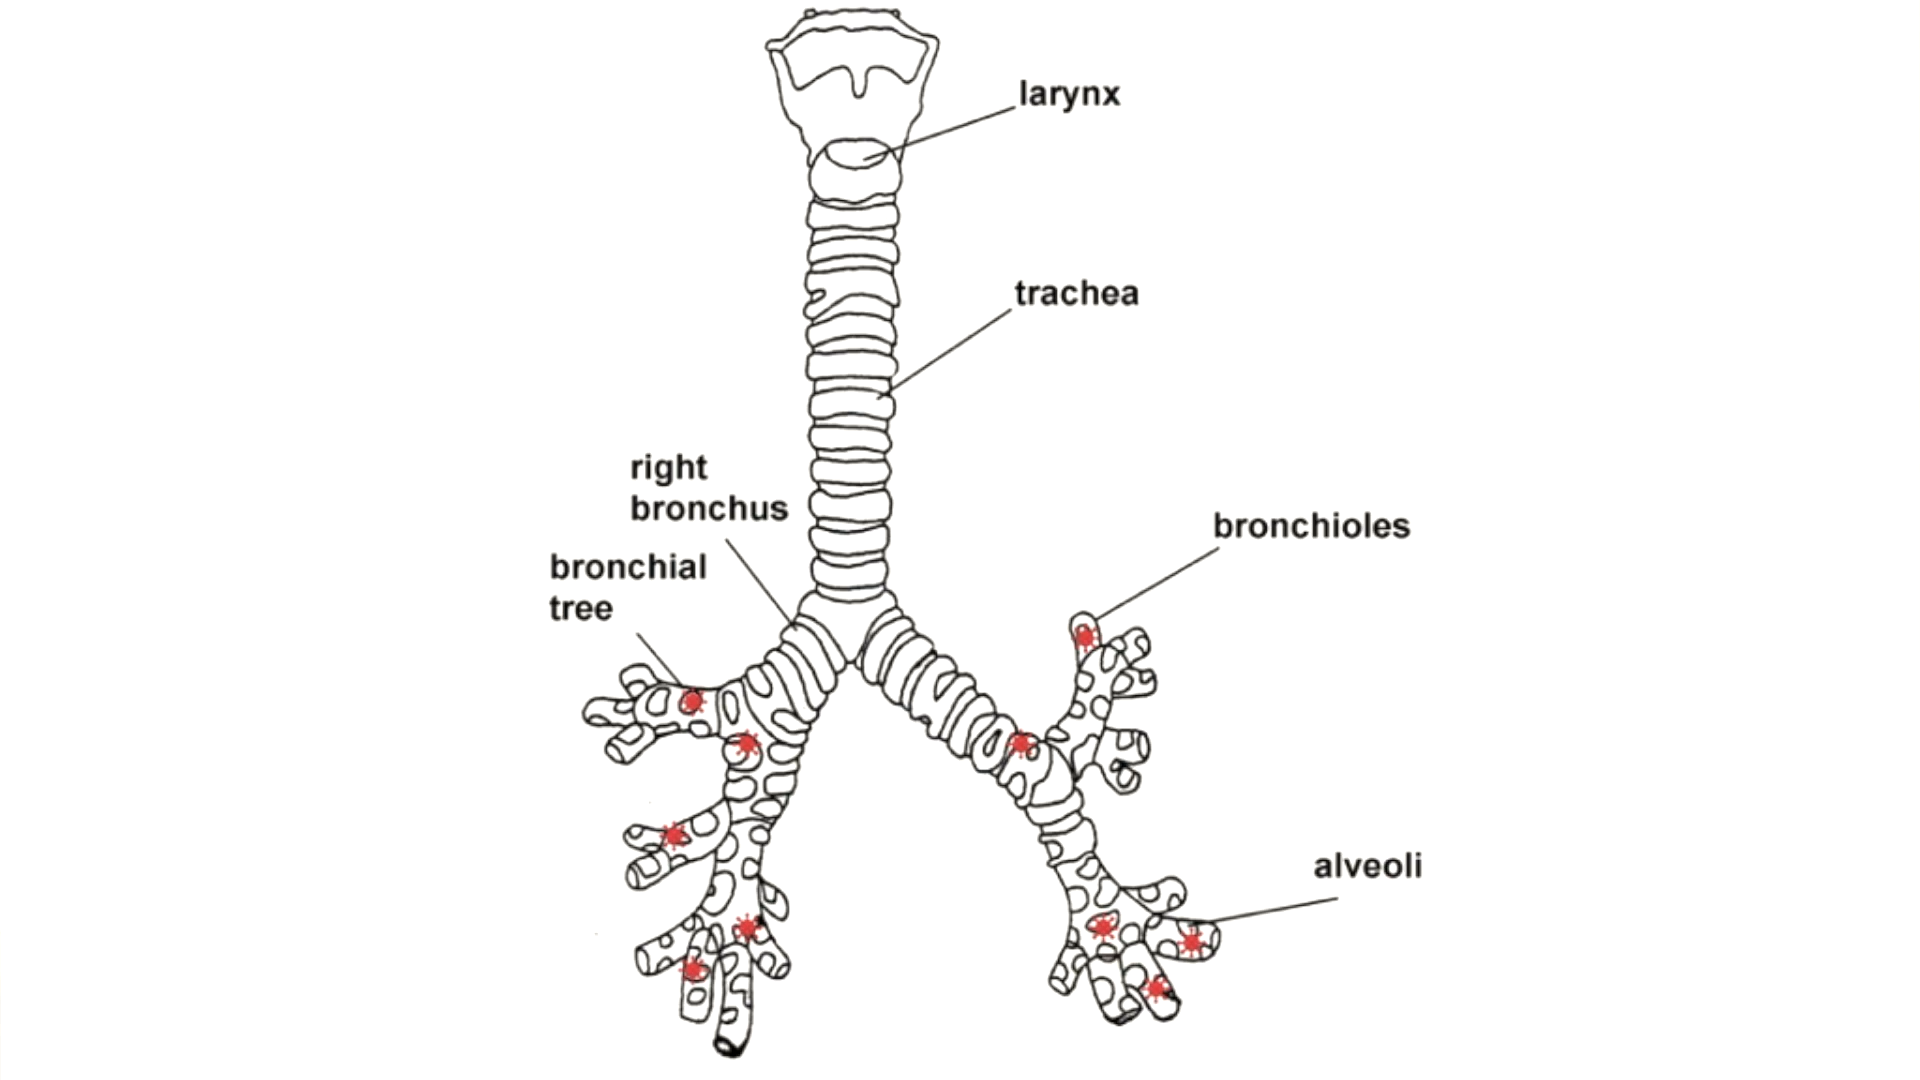 larynx
trachea
right
bronchus
bronchial
tree
bronchioles
alveoli